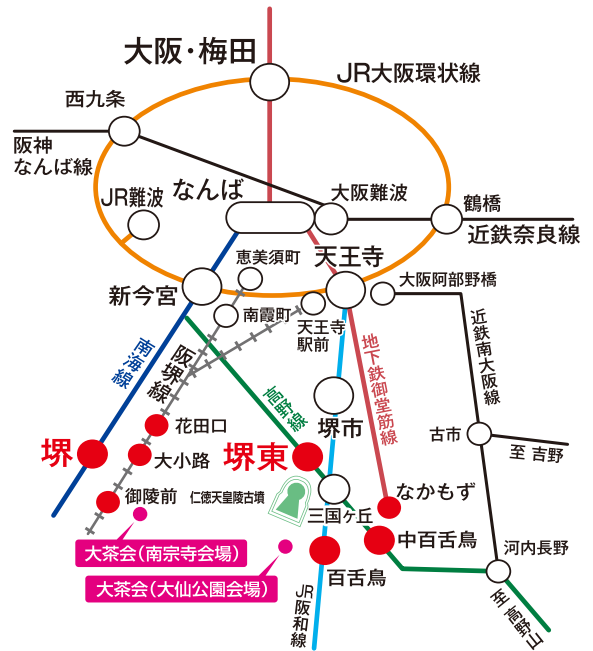 大阪・梅田
JR大阪環状線
西九条
阪神
なんば線
なんば
大阪難波
JR難波
鶴橋
近鉄奈良線
天王寺
恵美須町
新今宮
大阪阿部野橋
南霞町
天王寺
駅前
南海線
阪堺線
高野線
地下鉄御堂筋線
近鉄南大阪線
花田口
堺市
古市
至 吉野
堺
大小路
堺東
御陵前
仁徳天皇陵古墳
なかもず
三国ヶ丘
大茶会(南宗寺会場)
中百舌鳥
河内長野
大茶会(大仙公園会場)
百舌鳥
JR阪和線
至 高野山